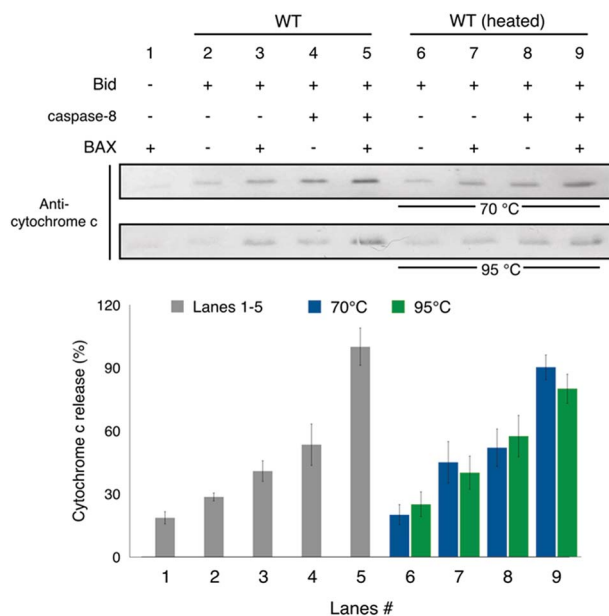 WT WT (heated)
1 2 3 4 5 6 7 8 9
Bid - + + + + + + + +
caspase-8 - - - + + - - + +
BAX + - + - + - + - +
Anti-
cytochrome c
70 °C
95 °C
Lanes 1-5 70°C 95°C
Cytochrome c release (%)
120
90
60
30
0
1 2 3 4 5 6 7 8 9
Lanes #